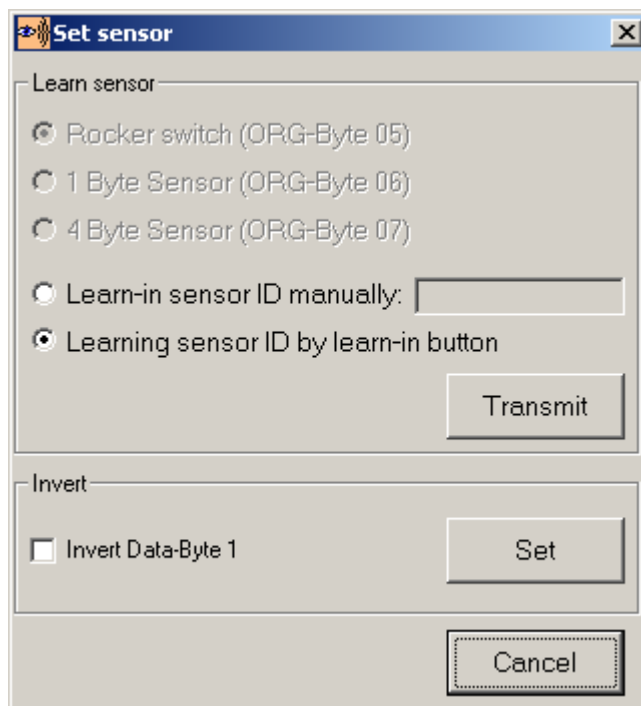 Set sensor
Learn sensor
Rocker switch (ORG-Byte 05)
1 Byte Sensor (ORG-Byte 06)
4 Byte Sensor (ORG-Byte 07)
Learn-in sensor ID manually:
Learning sensor ID by learn-in button
Transmit
Invert
Invert Data-Byte 1
Set
Cancel